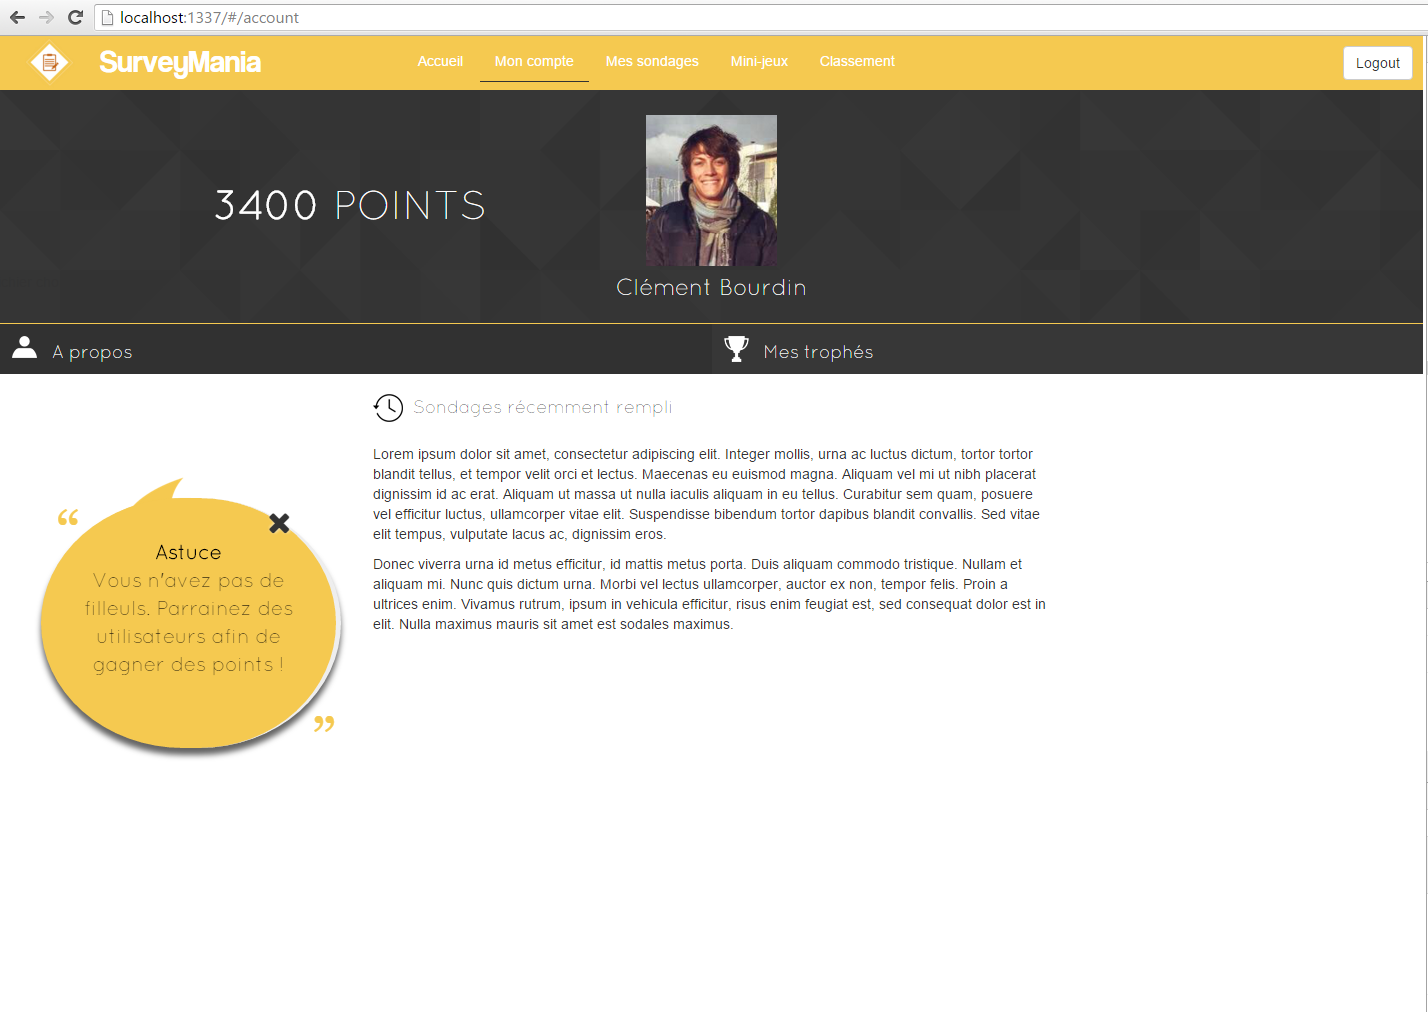 localhost:1337/#/account
SurveyMania
Accueil Mon compte Mes sondages Mini-jeux Classement
Logout
3400 POINTS
Clément Bourdin
A propos
Mes trophés
Sondages récemment rempli
Lorem ipsum dolor sit amet, consectetur adipiscing elit. Integer mollis, urna ac luctus dictum, tortor tortor
blandit tellus, et tempor velit orci et lectus. Maecenas eu euismod magna. Aliquam vel mi ut nibh placerat
dignissim id ac erat. Aliquam ut massa ut nulla iaculis aliquam in eu tellus. Curabitur sem quam, posuere
vel efficitur luctus, ullamcorper vitae elit. Suspendisse bibendum tortor dapibus blandit convallis. Sed vitae
elit tempus, vulputate lacus ac, dignissim eros.
Donec viverra urna id metus efficitur, id mattis metus porta. Duis aliquam commodo tristique. Nullam et
aliquam mi. Nunc quis dictum urna. Morbi vel lectus ullamcorper, auctor ex non, tempor felis. Proin a
ultrices enim. Vivamus rutrum, ipsum in vehicula efficitur, risus enim feugiat est, sed consequat dolor est in
elit. Nulla maximus mauris sit amet est sodales maximus.
“
Astuce
Vous n'avez pas de
filleuls. Parrainez des
utilisateurs afin de
gagner des points !
”